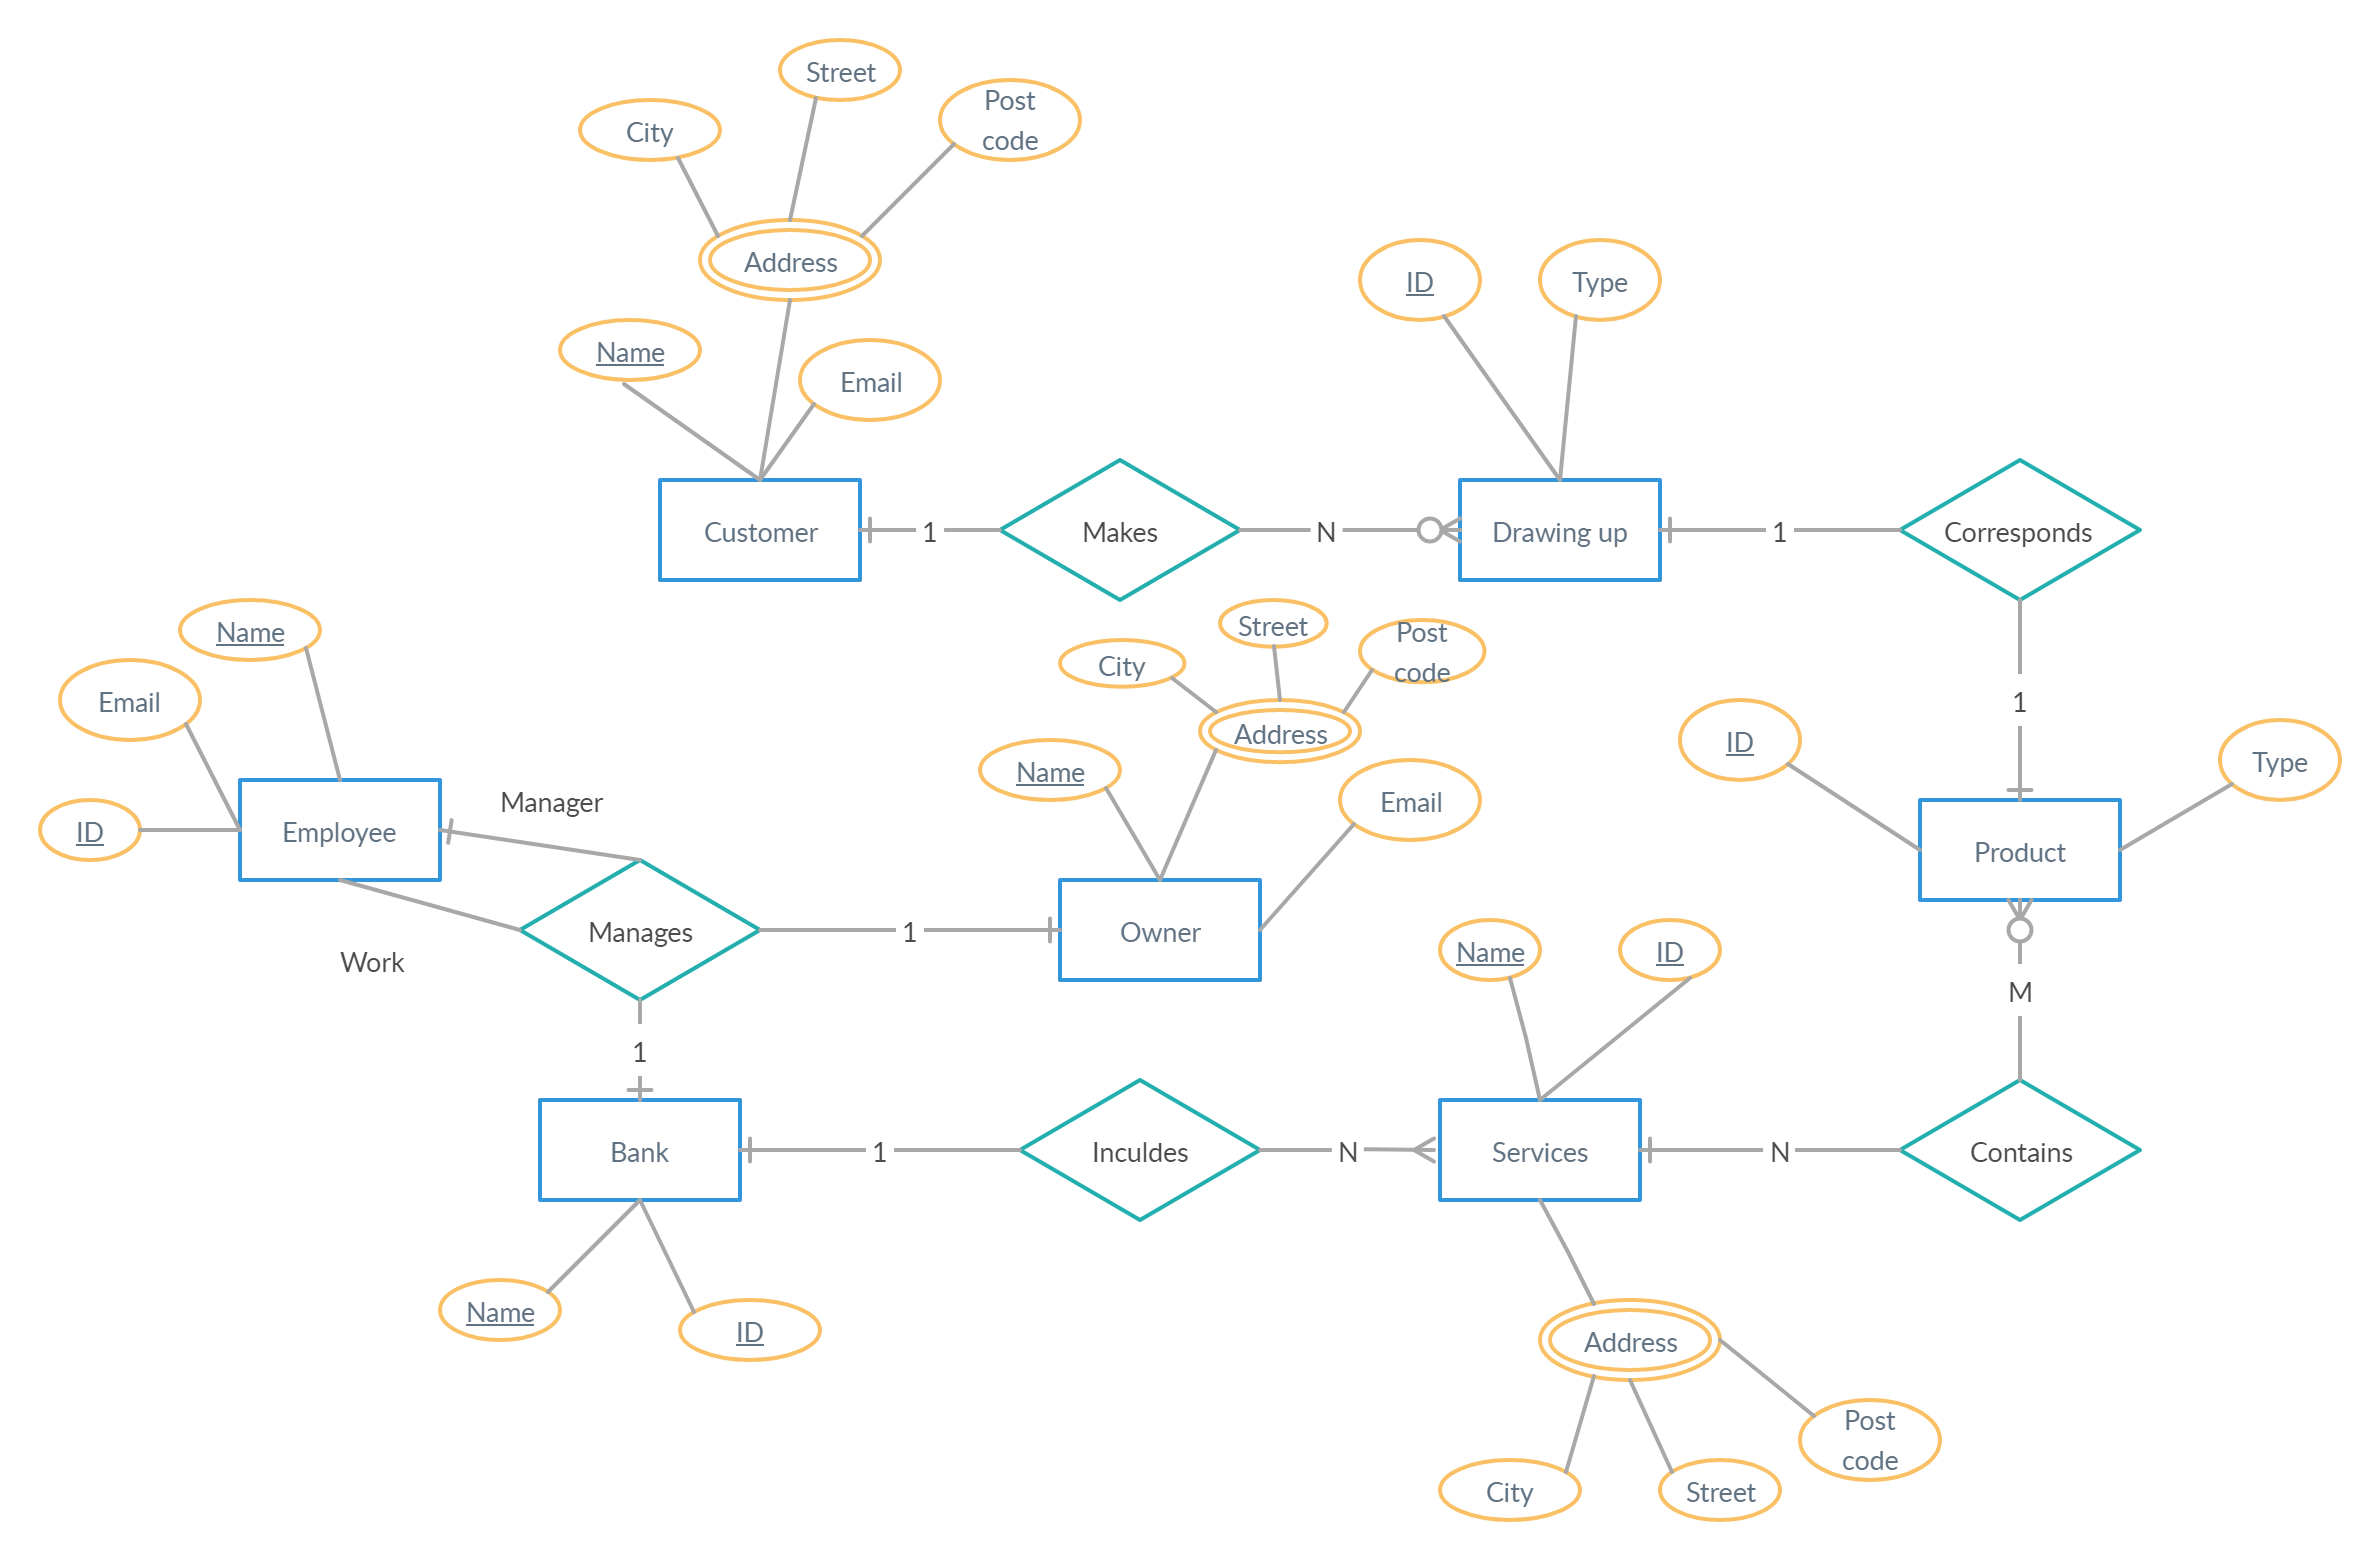 Street
Post
code
City
Address
ID
Type
Name
Email
Customer
1
Makes
N
Drawing up
1
Corresponds
Name
Street
Post
code
City
Email
1
Address
ID
Type
Name
Manager
Email
ID
Employee
Product
Manages
1
Owner
Name
ID
Work
M
1
Bank
1
Inculdes
N
Services
N
Contains
Name
ID
Address
Post
code
City
Street